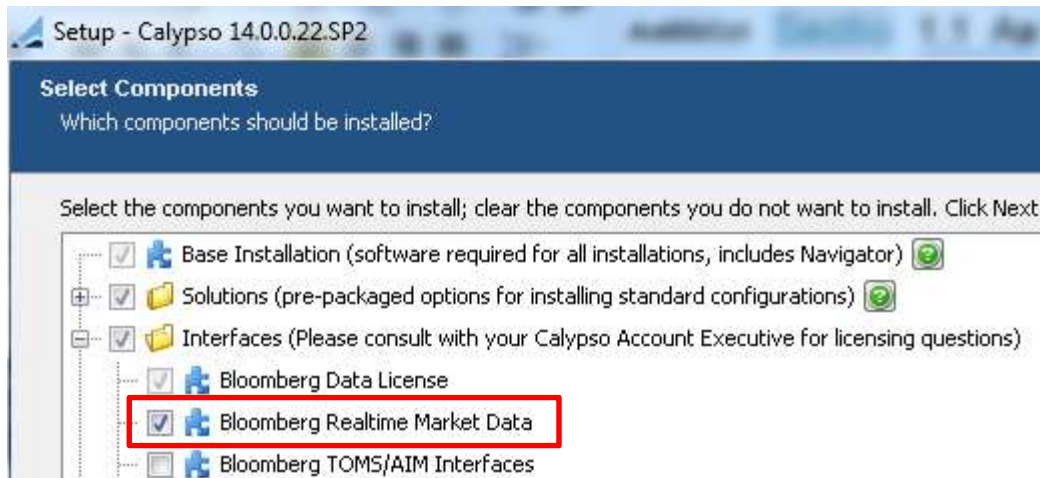 Setup - Calypso 14.0.0.22.SP2
Select Components
Which components should be installed?
Select the components you want to install; clear the components you do not want to install. Click Next
Base Installation (software required for all installations, includes Navigator)
Solutions (pre-packaged options for installing standard configurations)
Interfaces (Please consult with your Calypso Account Executive for licensing questions)
Bloomberg Data License
Bloomberg Realtime Market Data
Bloomberg TOMS/AIM Interfaces